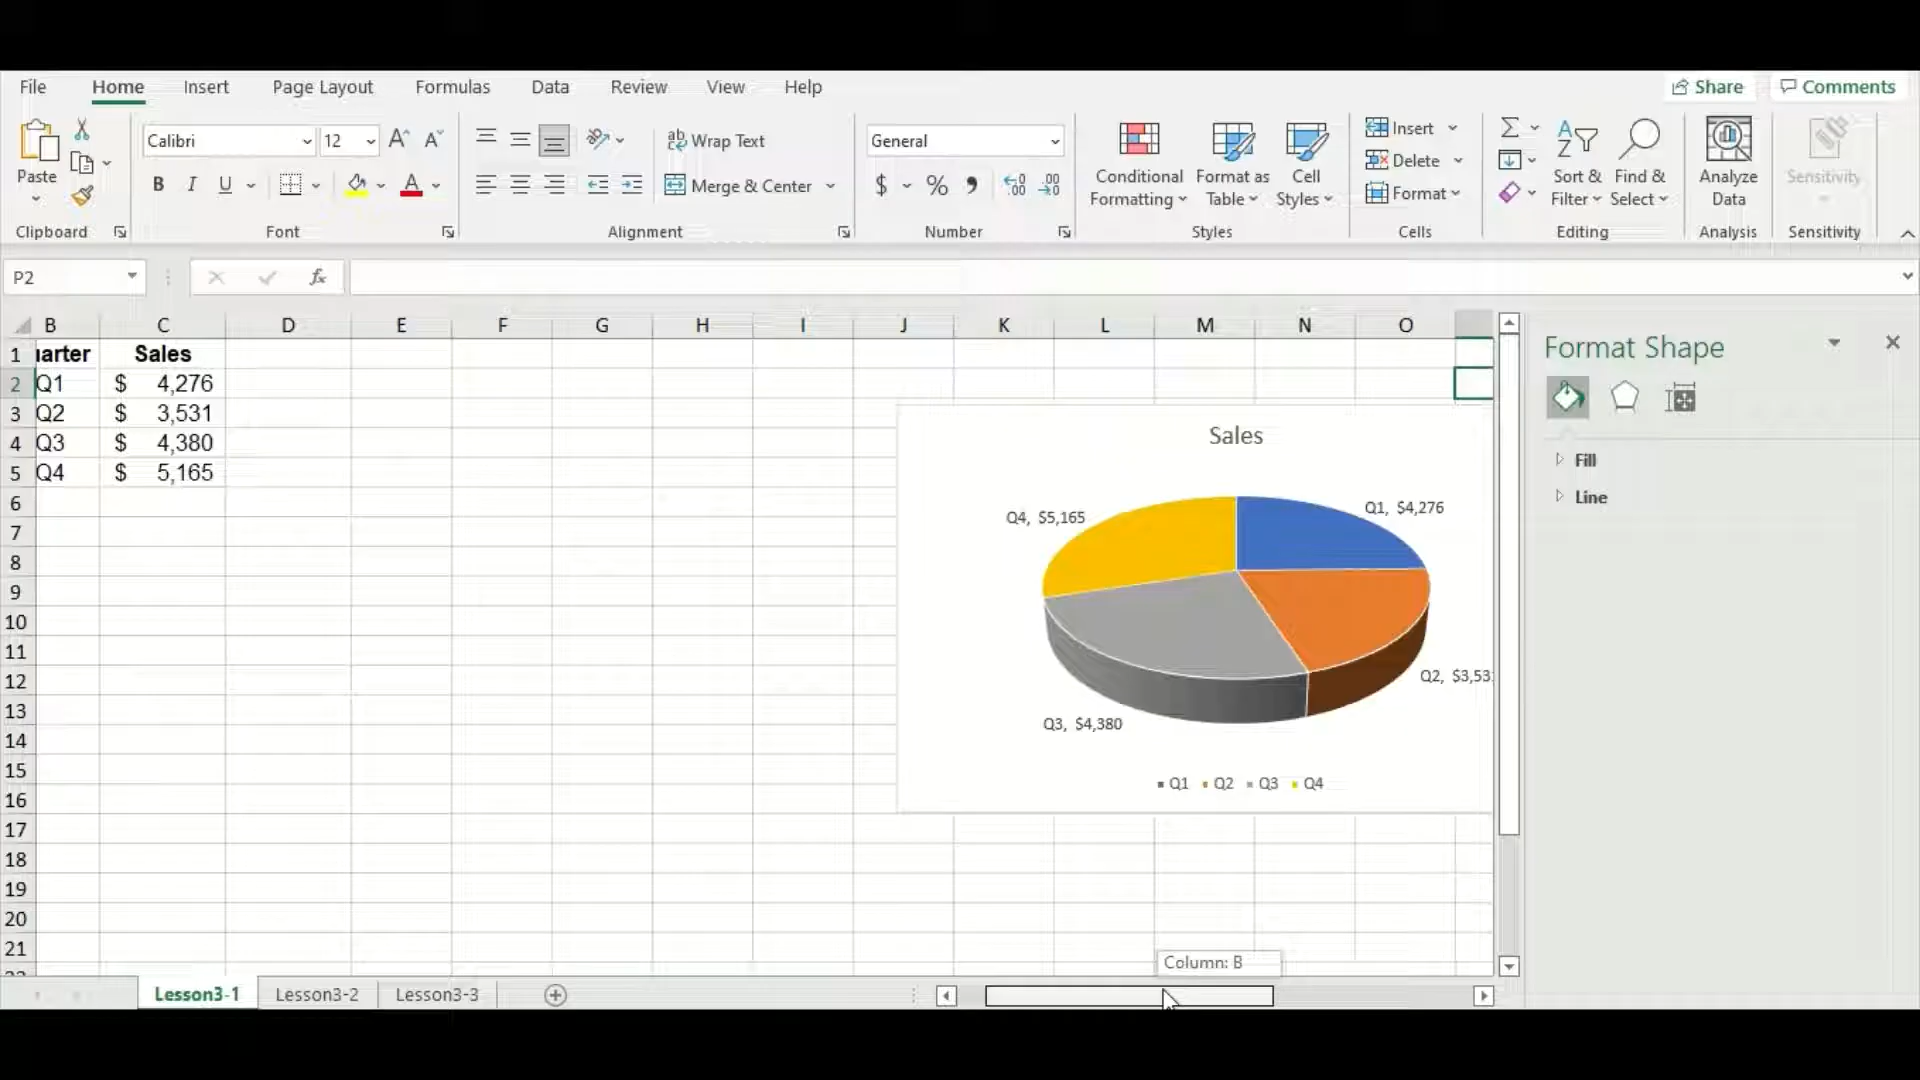 File Home Insert Page Layout Formulas Data Review View Help Share Comments
Calibri 12 Wrap Text General Insert
Paste Delete
B I U Merge & Center $ % Conditional Formatting Format as Table Cell Styles Format Sort & Filter Find & Select Analyze Data Sensitivity
Clipboard Font Alignment Number Styles Cells Editing Analysis Sensitivity
P2 fx
B C D E F G H I J K L M N O
1 uarter Sales
2 Q1 $ 4,276
3 Q2 $ 3,531
4 Q3 $ 4,380
5 Q4 $ 5,165
6
7
8
9
10
11
12
13
14
15
16
17
18
19
20
21
Sales
Q4, $5,165
Q1, $4,276
Q2, $3,53
Q3, $4,380
Q1 Q2 Q3 Q4
Format Shape
Fill
Line
Column: B
Lesson3-1 Lesson3-2 Lesson3-3